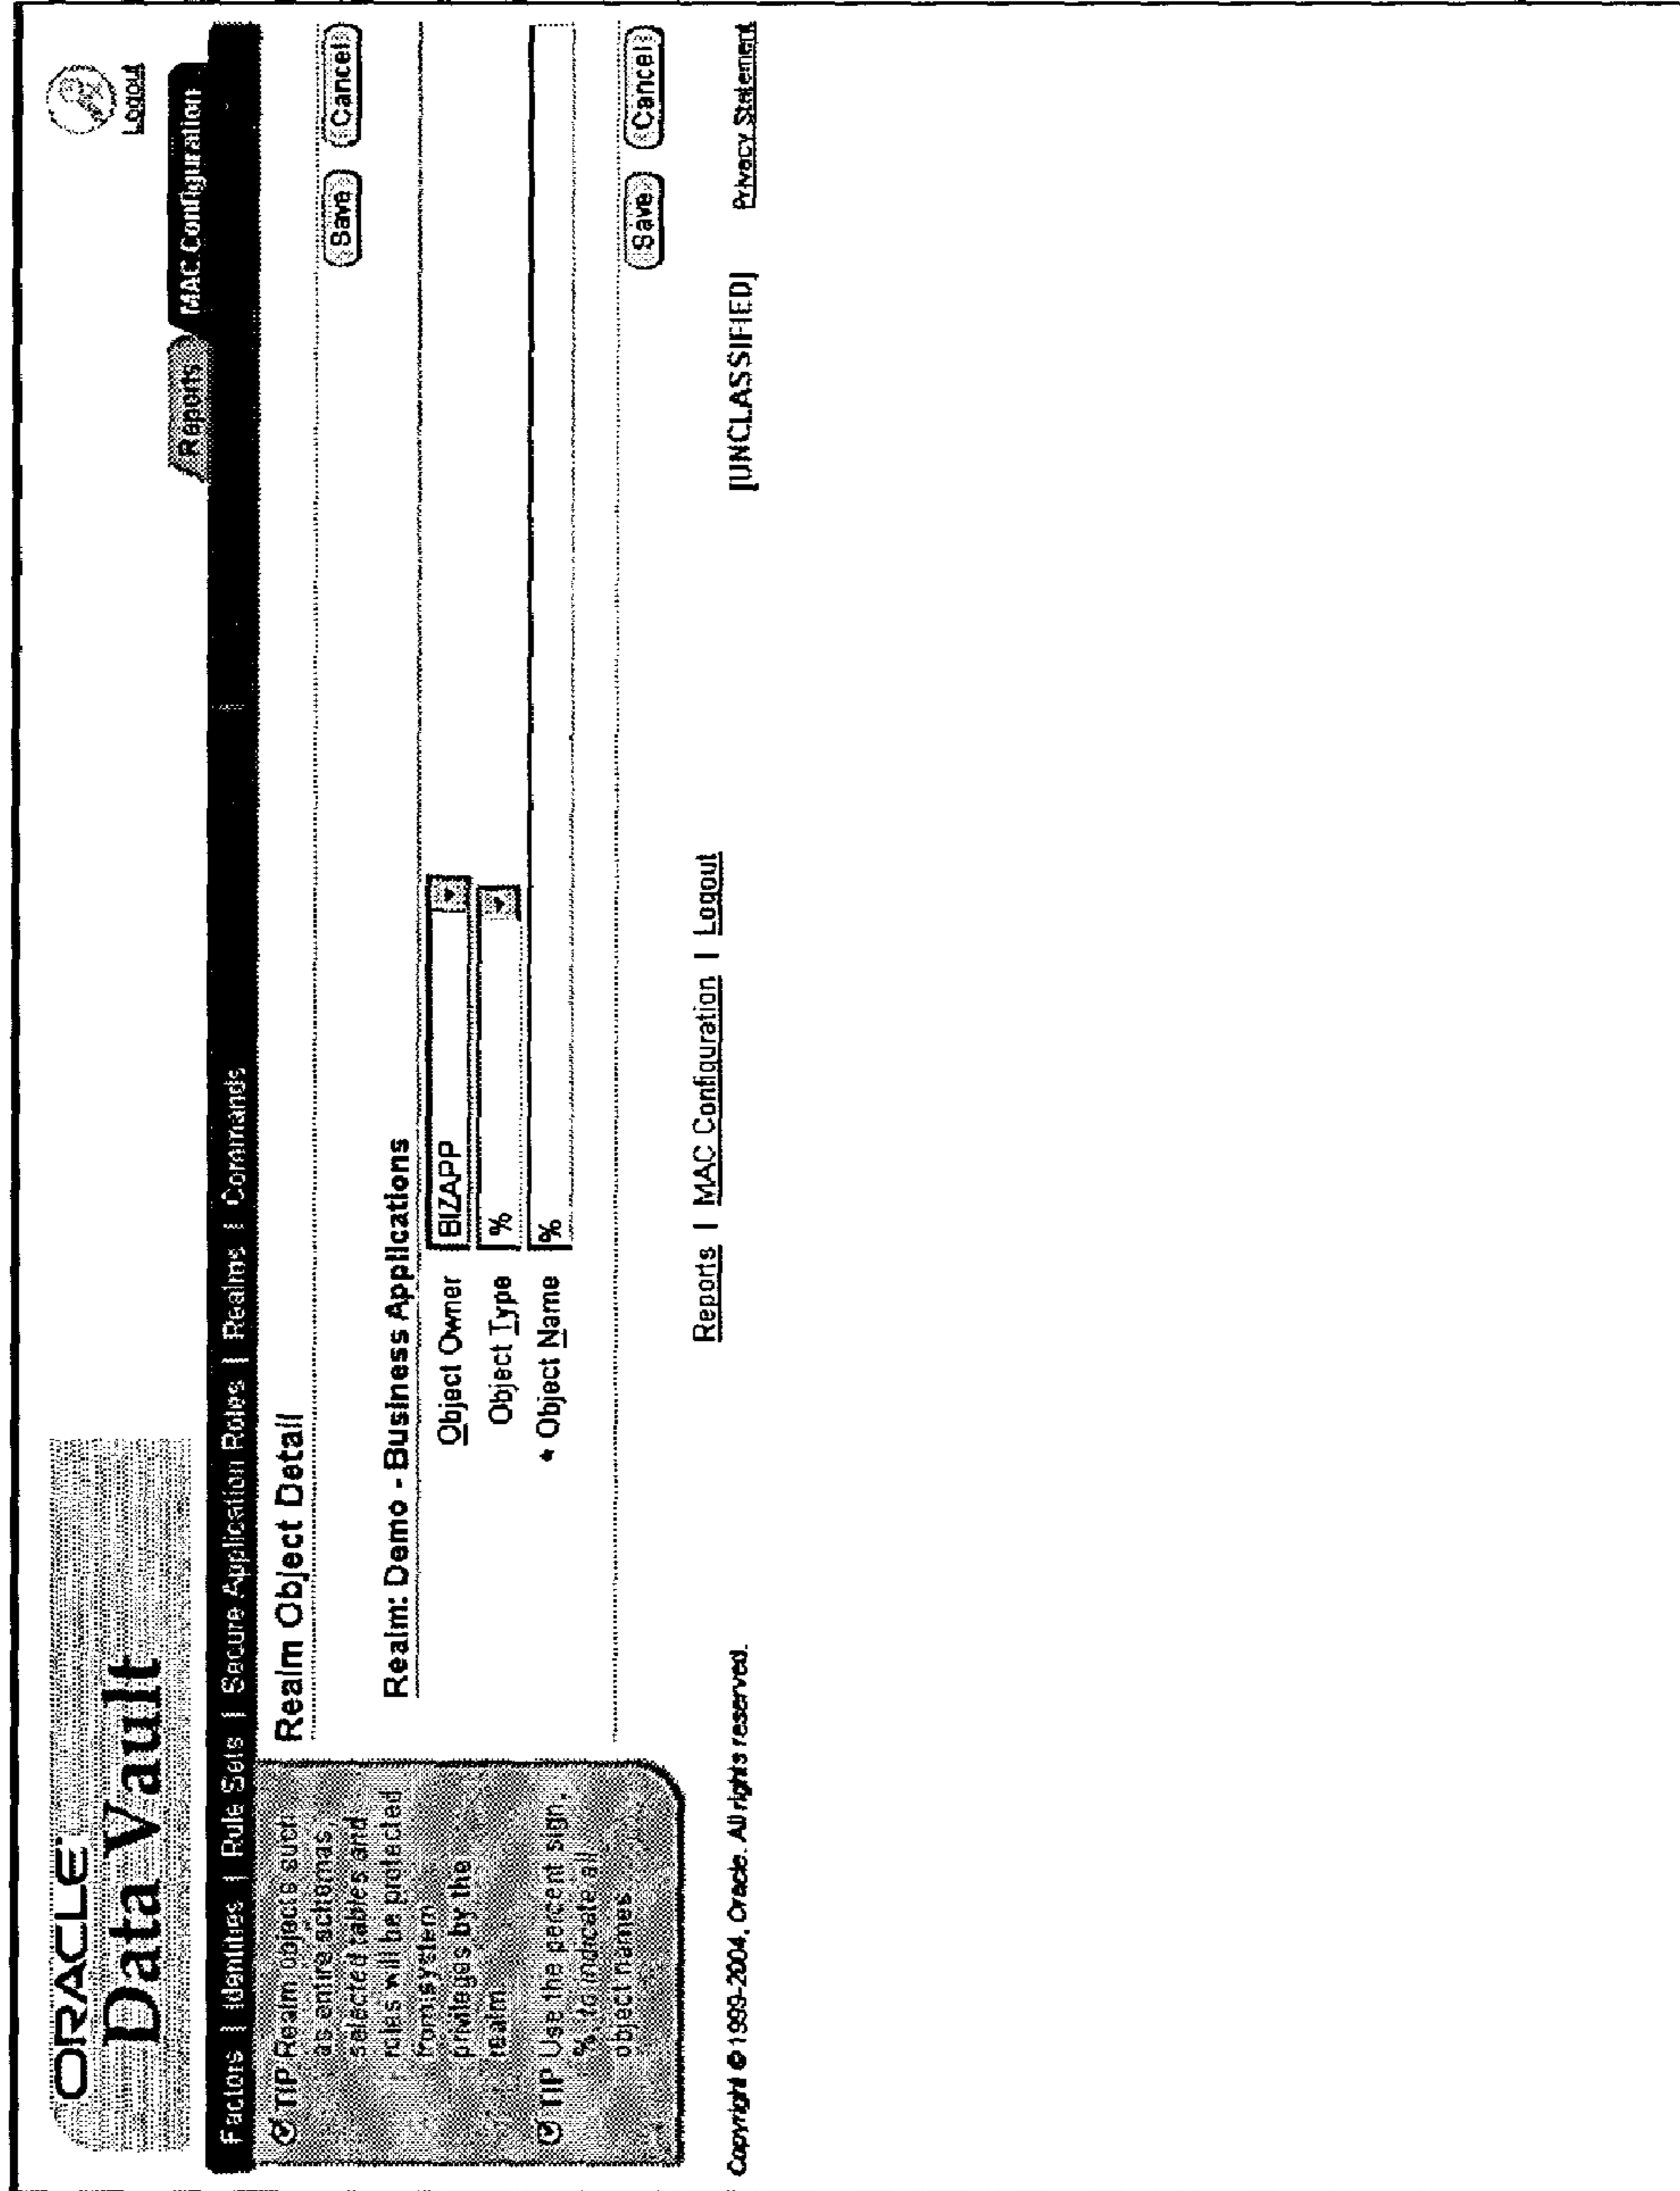 ORACLE
Data Vault
Logout
Reports
MAC Configuration
Factors | Identities | Rule Sets | Secure Application Roles | Realms | Commands
TIP Realm objects such
as entire schemas,
selected tables and
roles will be protected
from system
privileges by the
realm.
TIP Use the percent sign,
%, to indicate all
object names
Realm Object Detail
Save Cancel
Realm: Demo - Business Applications
Object Owner BIZAPP
Object Type %
* Object Name %
Save Cancel
Reports | MAC Configuration | Logout
Copyright © 1999-2004, Oracle. All rights reserved.
[UNCLASSIFIED]
Privacy Statement